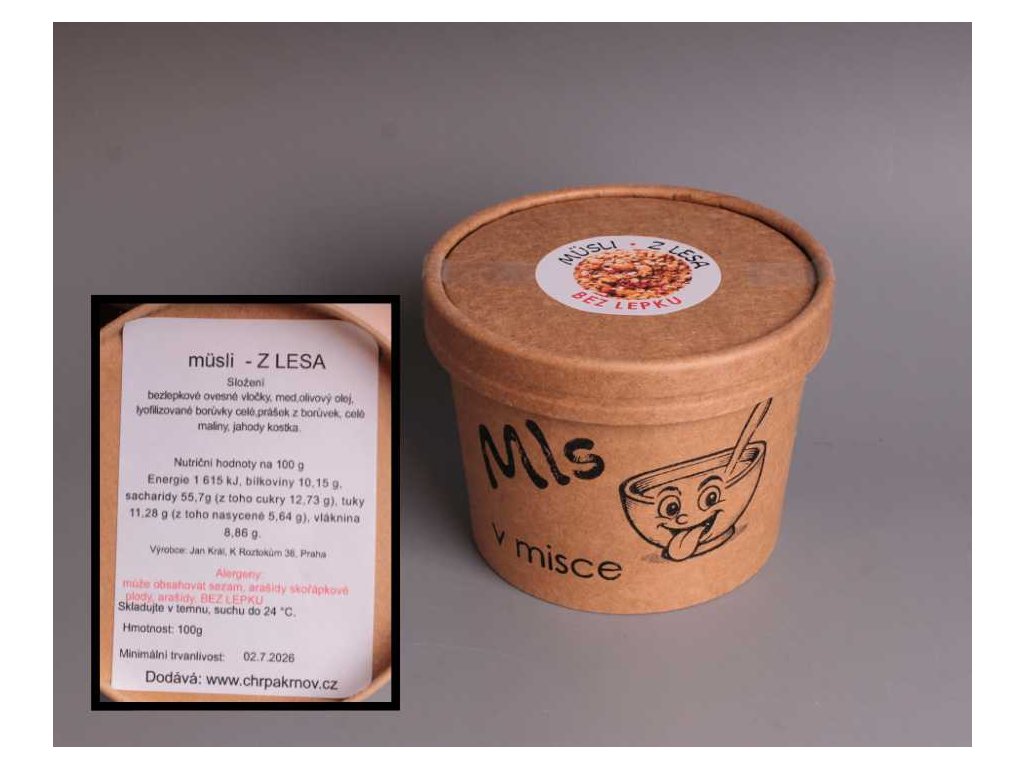 MÜSLI • Z LESA
BEZ LEPKU
Mls
v misce
müsli - Z LESA
Složení
bezlepkové ovesné vločky, med,olivový olej,
lyofilizované borůvky celé,prášek z borůvek, celé
maliny, jahody kostka.
Nutriční hodnoty na 100 g
Energie 1 615 kJ, bílkoviny 10,15 g,
sacharidy 55,7g (z toho cukry 12,73 g), tuky
11,28 g (z toho nasycené 5,64 g), vláknina
8,86 g.
Výrobce: Jan Král, K Roztokům 38, Praha
Alergeny:
může obsahovat sezam, arašídy skořápkové
plody, arašídy. BEZ LEPKU
Skladujte v temnu, suchu do 24 °C.
Hmotnost: 100g
Minimální trvanlivost: 02.7.2026
Dodává: www.chrpakrnov.cz